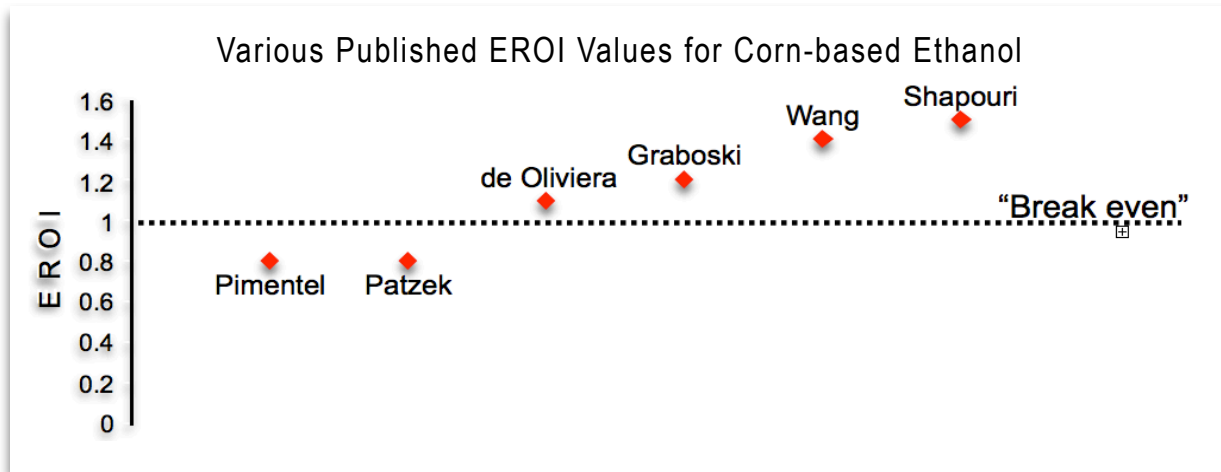 Various Published EROI Values for Corn-based Ethanol
1.6
1.4
1.2
1
0.8
0.6
0.4
0.2
0
EROI
Pimentel
Patzek
de Oliviera
Graboski
Wang
Shapouri
“Break even”